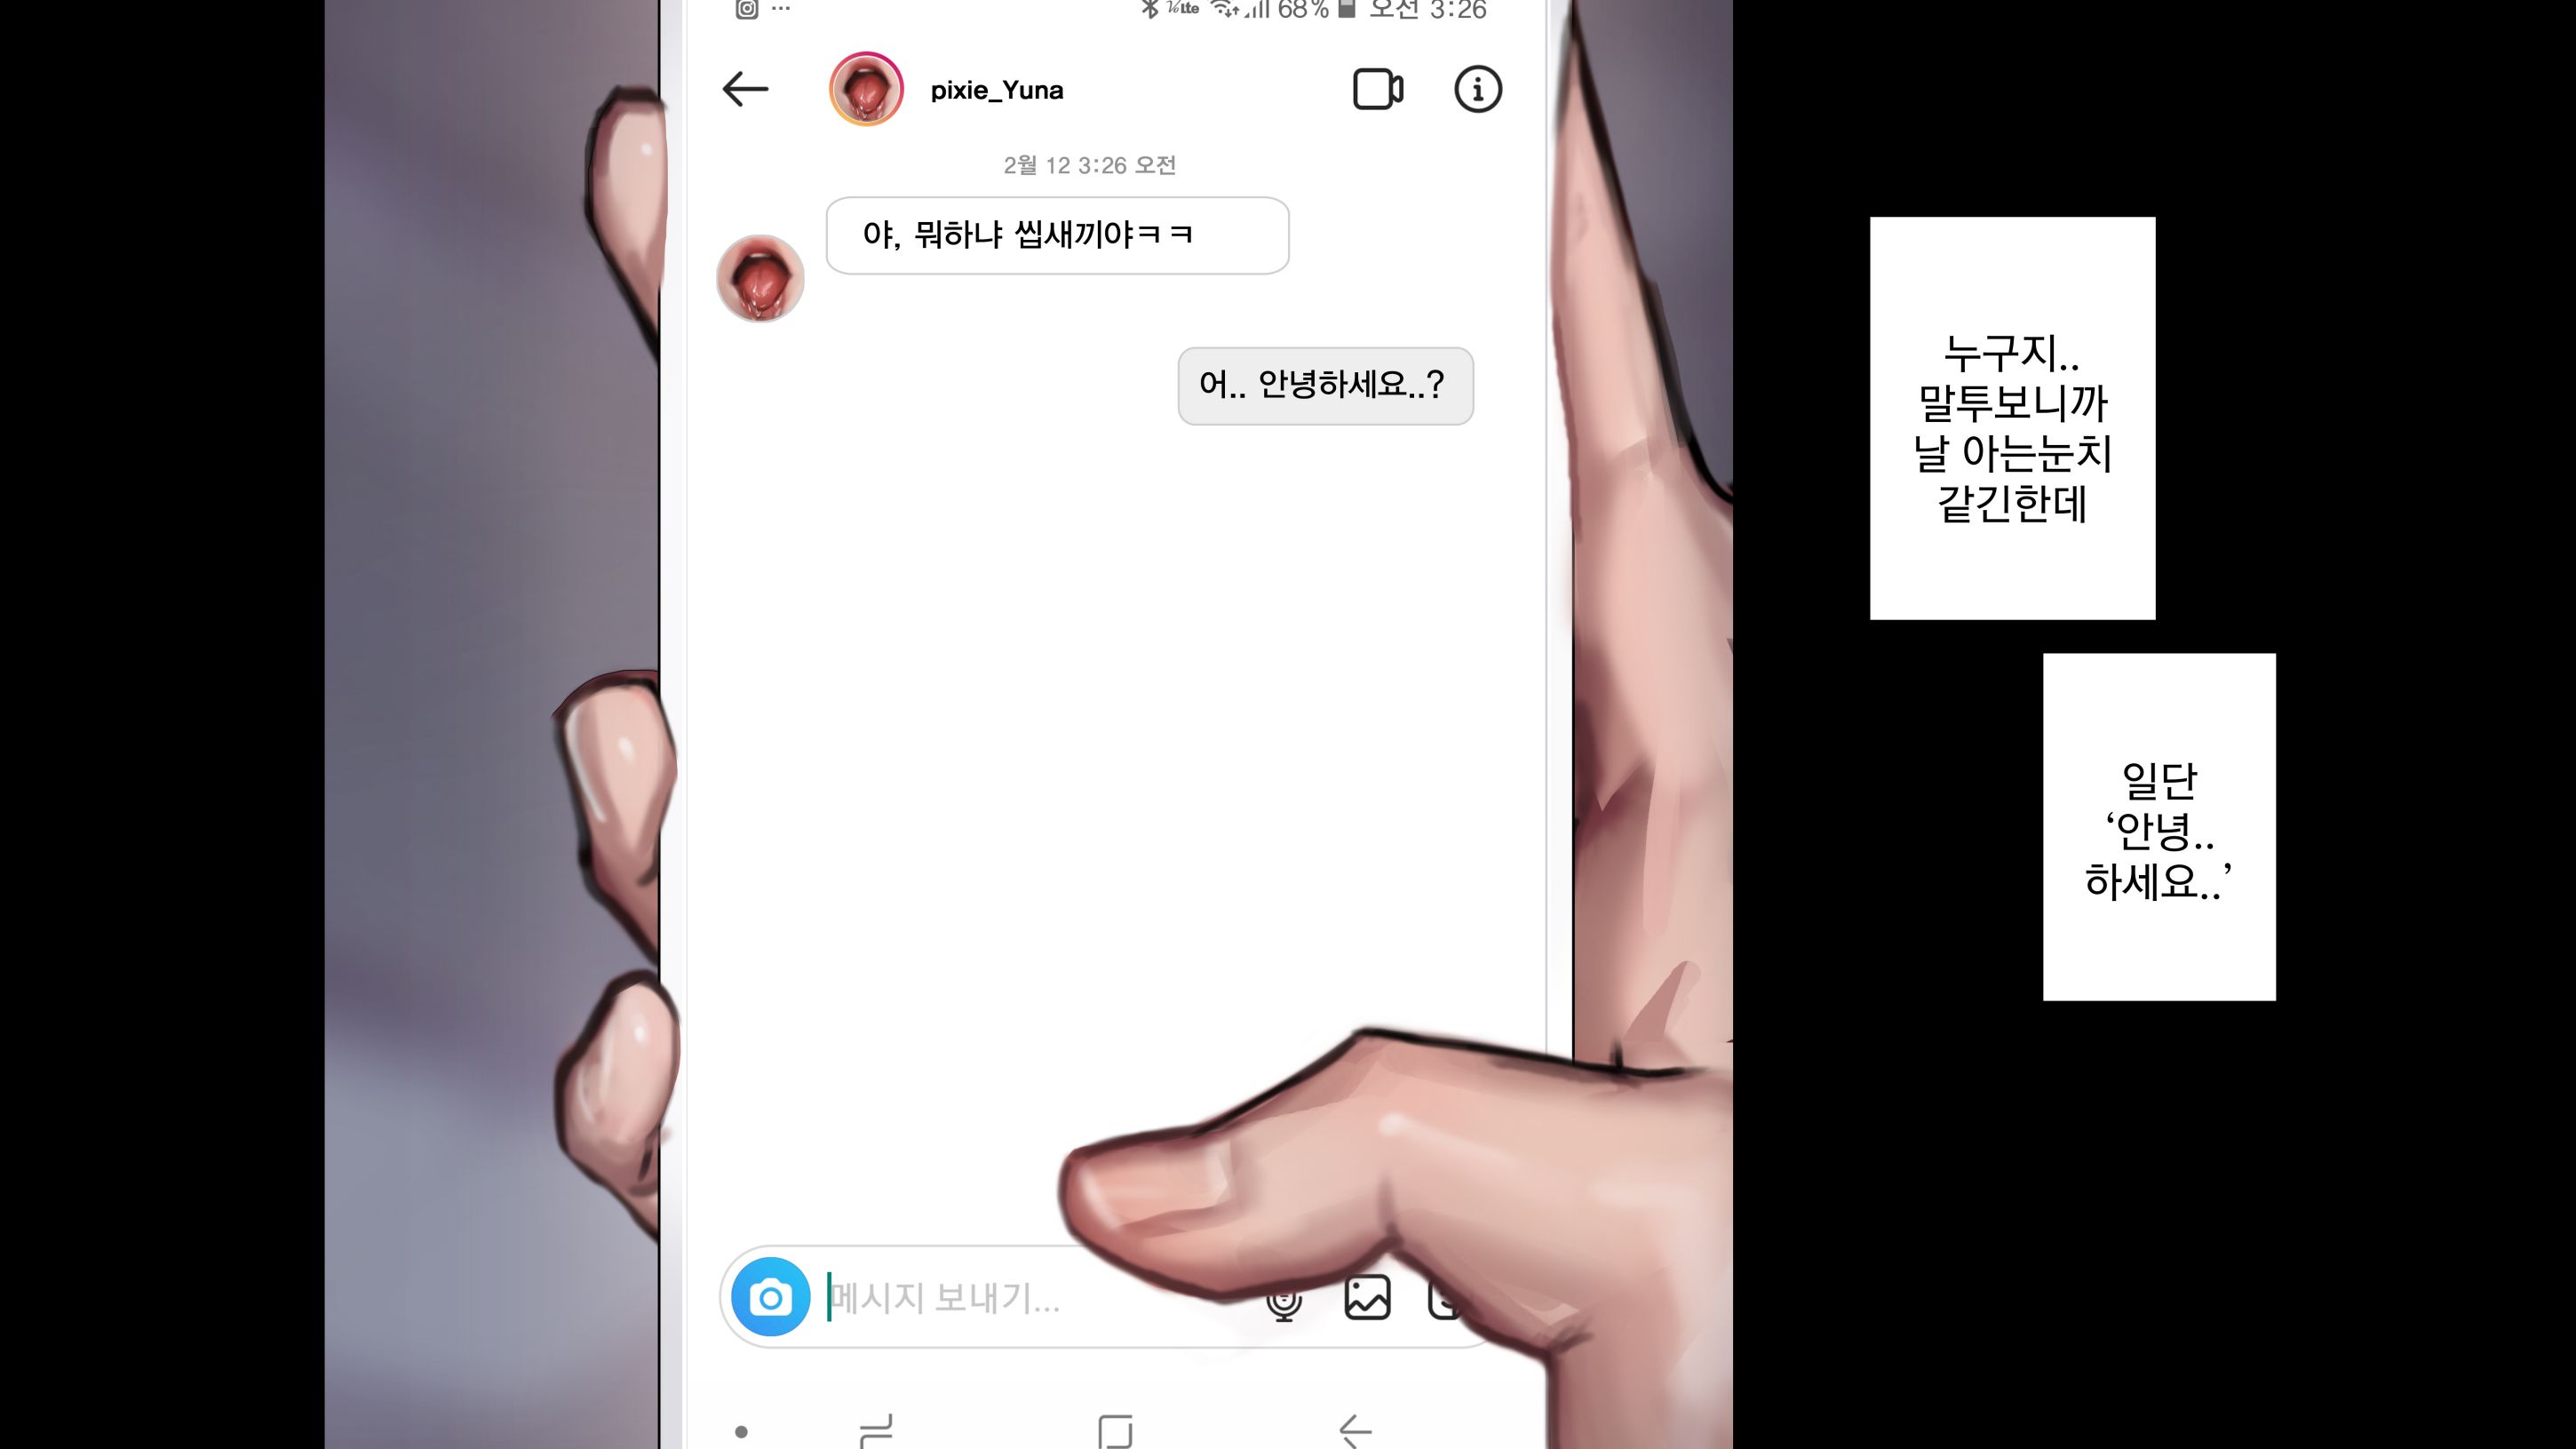 ... VoLTE 68% 오전 3:26
pixie_Yuna
2월 12 3:26 오전
야, 뭐하냐 씹새끼야ㅋㅋ
어.. 안녕하세요..?
메시지 보내기...
누구지..
말투보니까
날 아는눈치
같긴한데
일단
‘안녕..
하세요..’